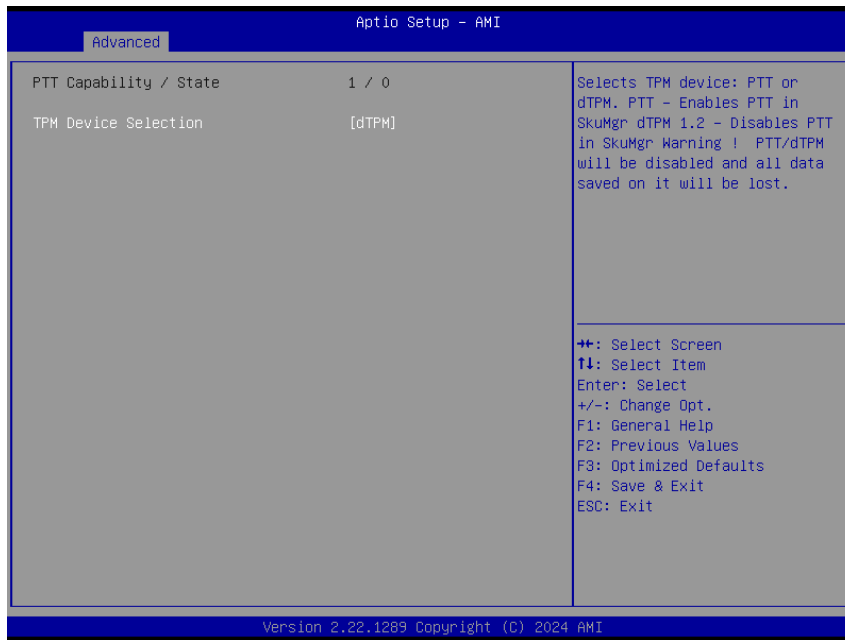 Aptio Setup – AMI
Advanced
PTT Capability / State 1 / 0
TPM Device Selection [dTPM]
Selects TPM device: PTT or
dTPM. PTT – Enables PTT in
SkuMgr dTPM 1.2 – Disables PTT
in SkuMgr Warning ! PTT/dTPM
will be disabled and all data
saved on it will be lost.
→←: Select Screen
↑↓: Select Item
Enter: Select
+/-: Change Opt.
F1: General Help
F2: Previous Values
F3: Optimized Defaults
F4: Save & Exit
ESC: Exit
Version 2.22.1289 Copyright (C) 2024 AMI